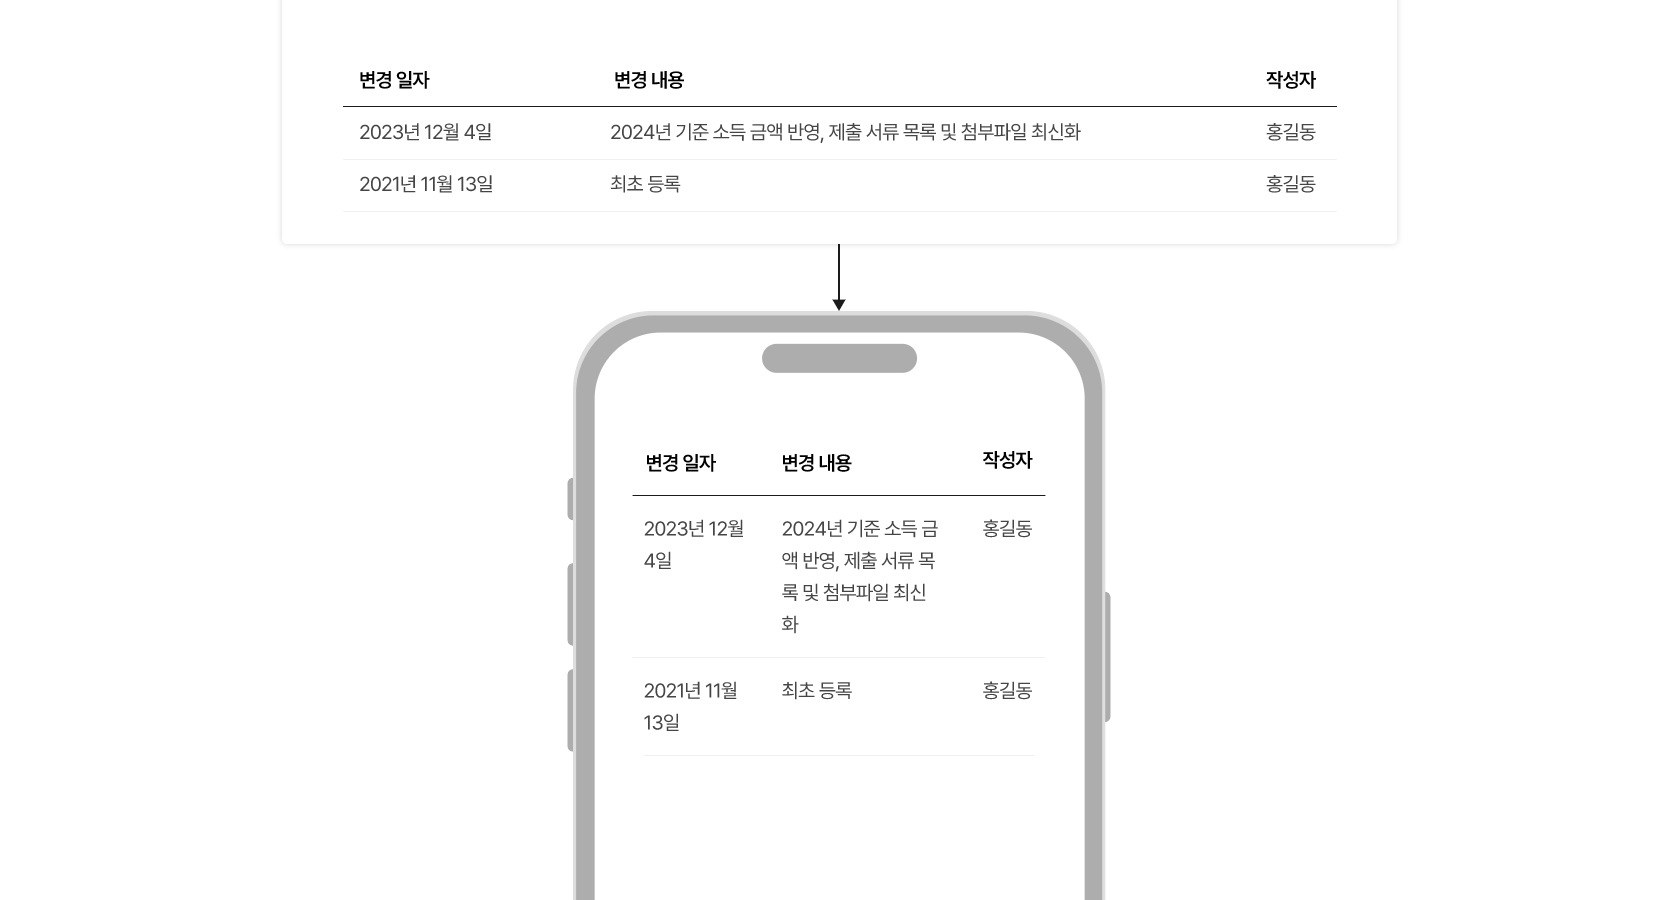 변경 일자 변경 내용 작성자
2023년 12월 4일 2024년 기준 소득 금액 반영, 제출 서류 목록 및 첨부파일 최신화 홍길동
2021년 11월 13일 최초 등록 홍길동
변경 일자 변경 내용 작성자
2023년 12월 2024년 기준 소득 금 홍길동
4일 액 반영, 제출 서류 목
록 및 첨부파일 최신
화
2021년 11월 최초 등록 홍길동
13일